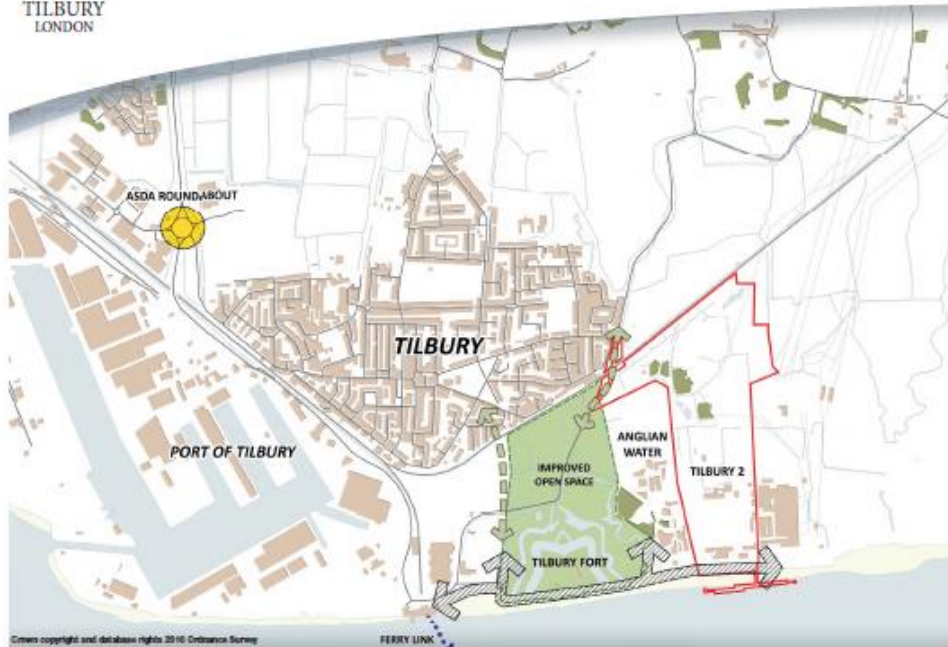 TILBURY
LONDON
ASDA ROUNDABOUT
TILBURY
PORT OF TILBURY
ANGLIAN
WATER
IMPROVED
OPEN SPACE
TILBURY 2
TILBURY FORT
Crown copyright and database rights 2016 Ordnance Survey
FERRY LINK